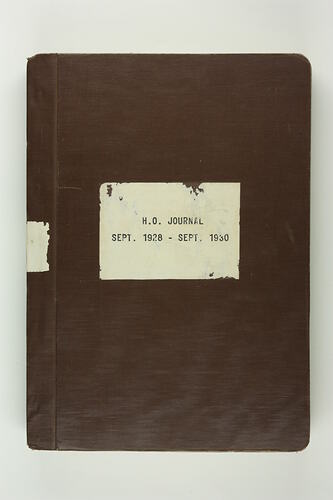 H.O. JOURNAL
SEPT. 1928 - SEPT. 1930